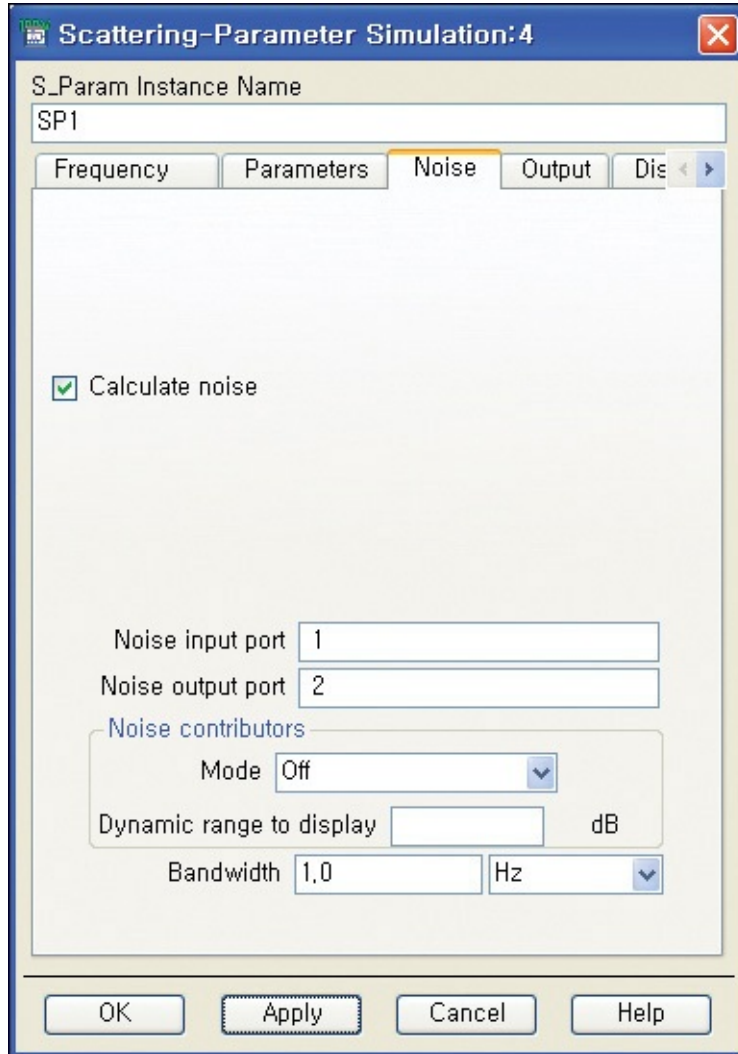 Scattering-Parameter Simulation:4
S_Param Instance Name
SP1
Frequency Parameters Noise Output Dis
Calculate noise
Noise input port 1
Noise output port 2
Noise contributors
Mode Off
Dynamic range to display dB
Bandwidth 1,0 Hz
OK Apply Cancel Help